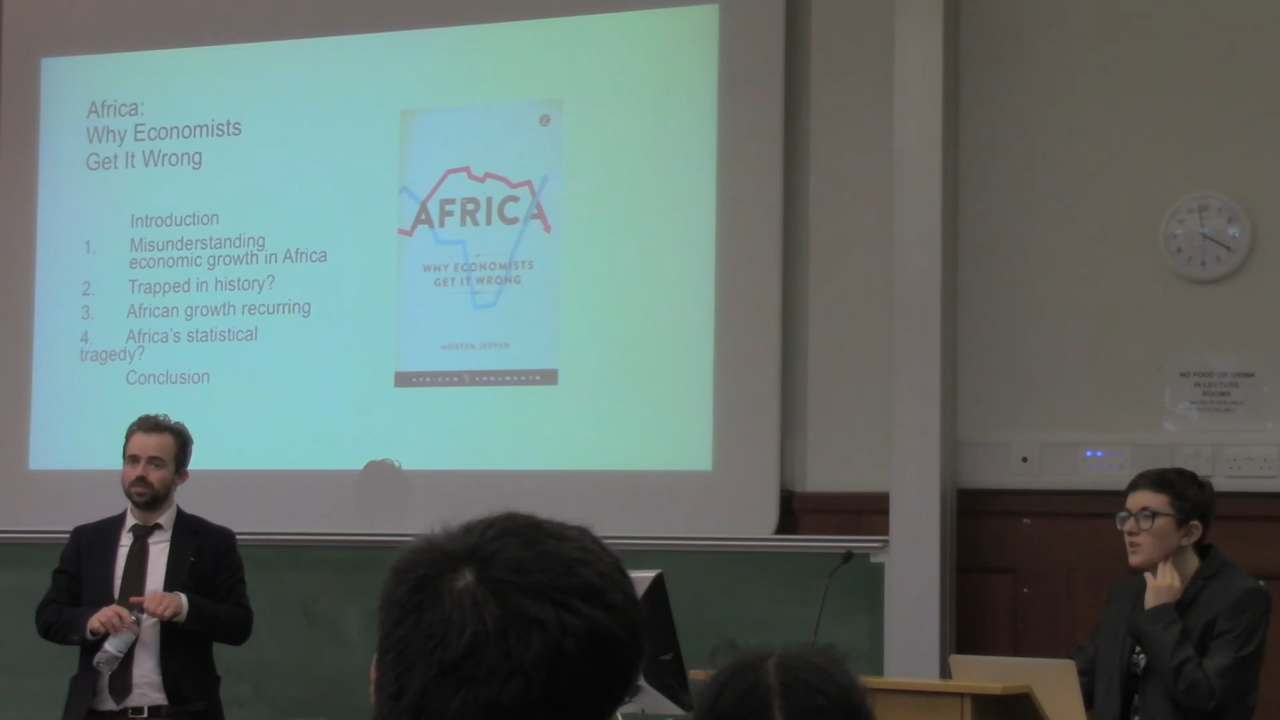 Africa:
Why Economists
Get It Wrong
Introduction
1. Misunderstanding
economic growth in Africa
2. Trapped in history?
3. African growth recurring
4. Africa's statistical
tragedy?
Conclusion
AFRICA
WHY ECONOMISTS
GET IT WRONG
MORTEN JERVEN
AFRICAN ARGUMENTS
NO FOOD OR DRINK
IN LECTURE
ROOMS